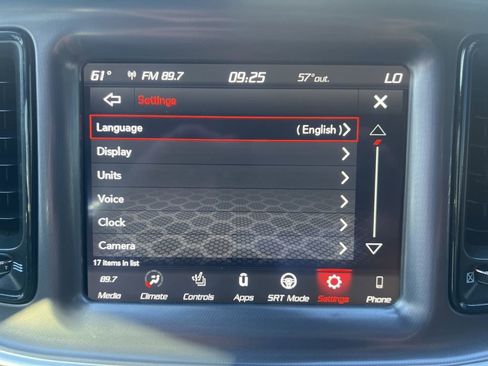 61° FM 89.7 09:25 57°out. LO
Settings
Language (English)
Display
Units
Voice
Clock
Camera
17 items in list
89.7
Media Climate Controls Apps SRT Mode Settings Phone